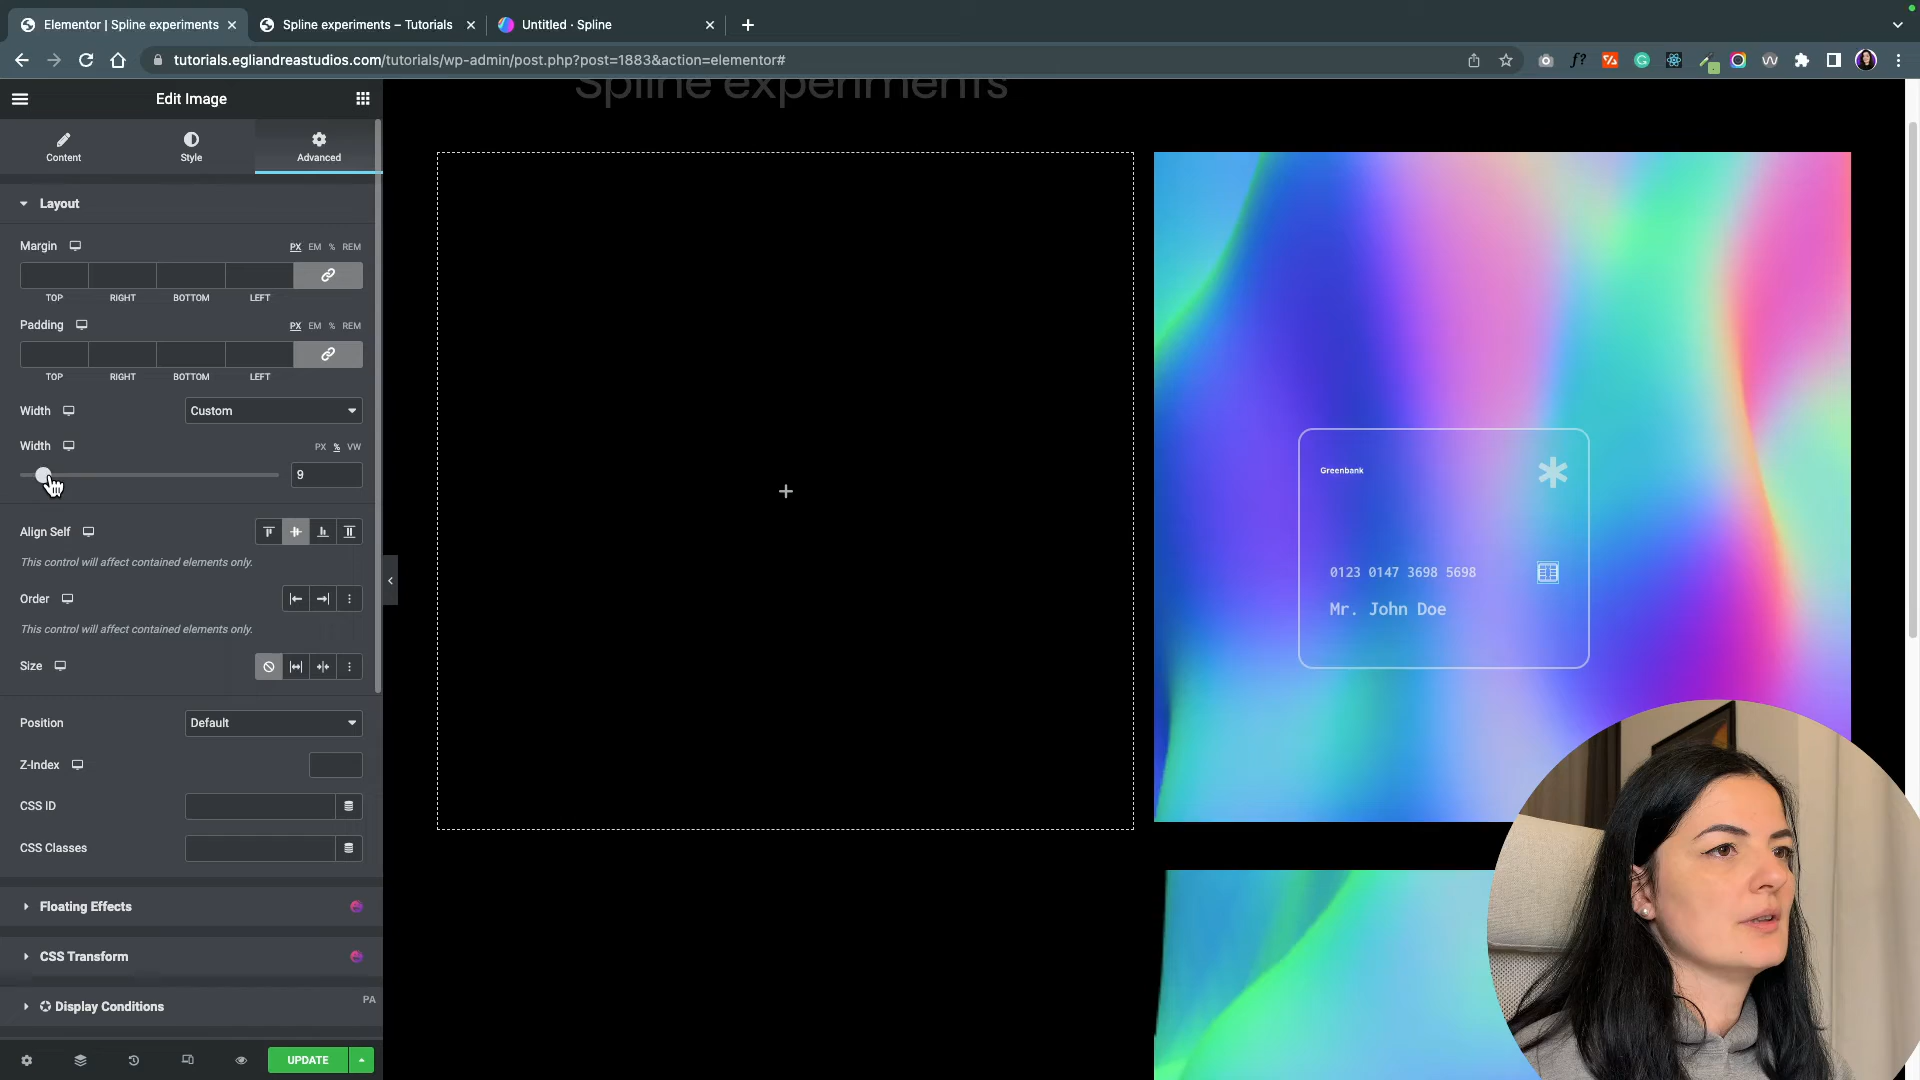 Elementor | Spline experiments
Spline experiments – Tutorials
Untitled · Spline
tutorials.egliandreastudios.com/tutorials/wp-admin/post.php?post=1883&action=elementor#
Edit Image
Content
Style
Advanced
Layout
Margin
PX EM % REM
TOP RIGHT BOTTOM LEFT
Padding
PX EM % REM
TOP RIGHT BOTTOM LEFT
Width
Custom
Width
PX % VW
9
Align Self
This control will affect contained elements only.
Order
This control will affect contained elements only.
Size
Position
Default
Z-Index
CSS ID
CSS Classes
Floating Effects
CSS Transform
Display Conditions
PA
UPDATE
Spline experiments
Greenbank
0123 0147 3698 5698
Mr. John Doe